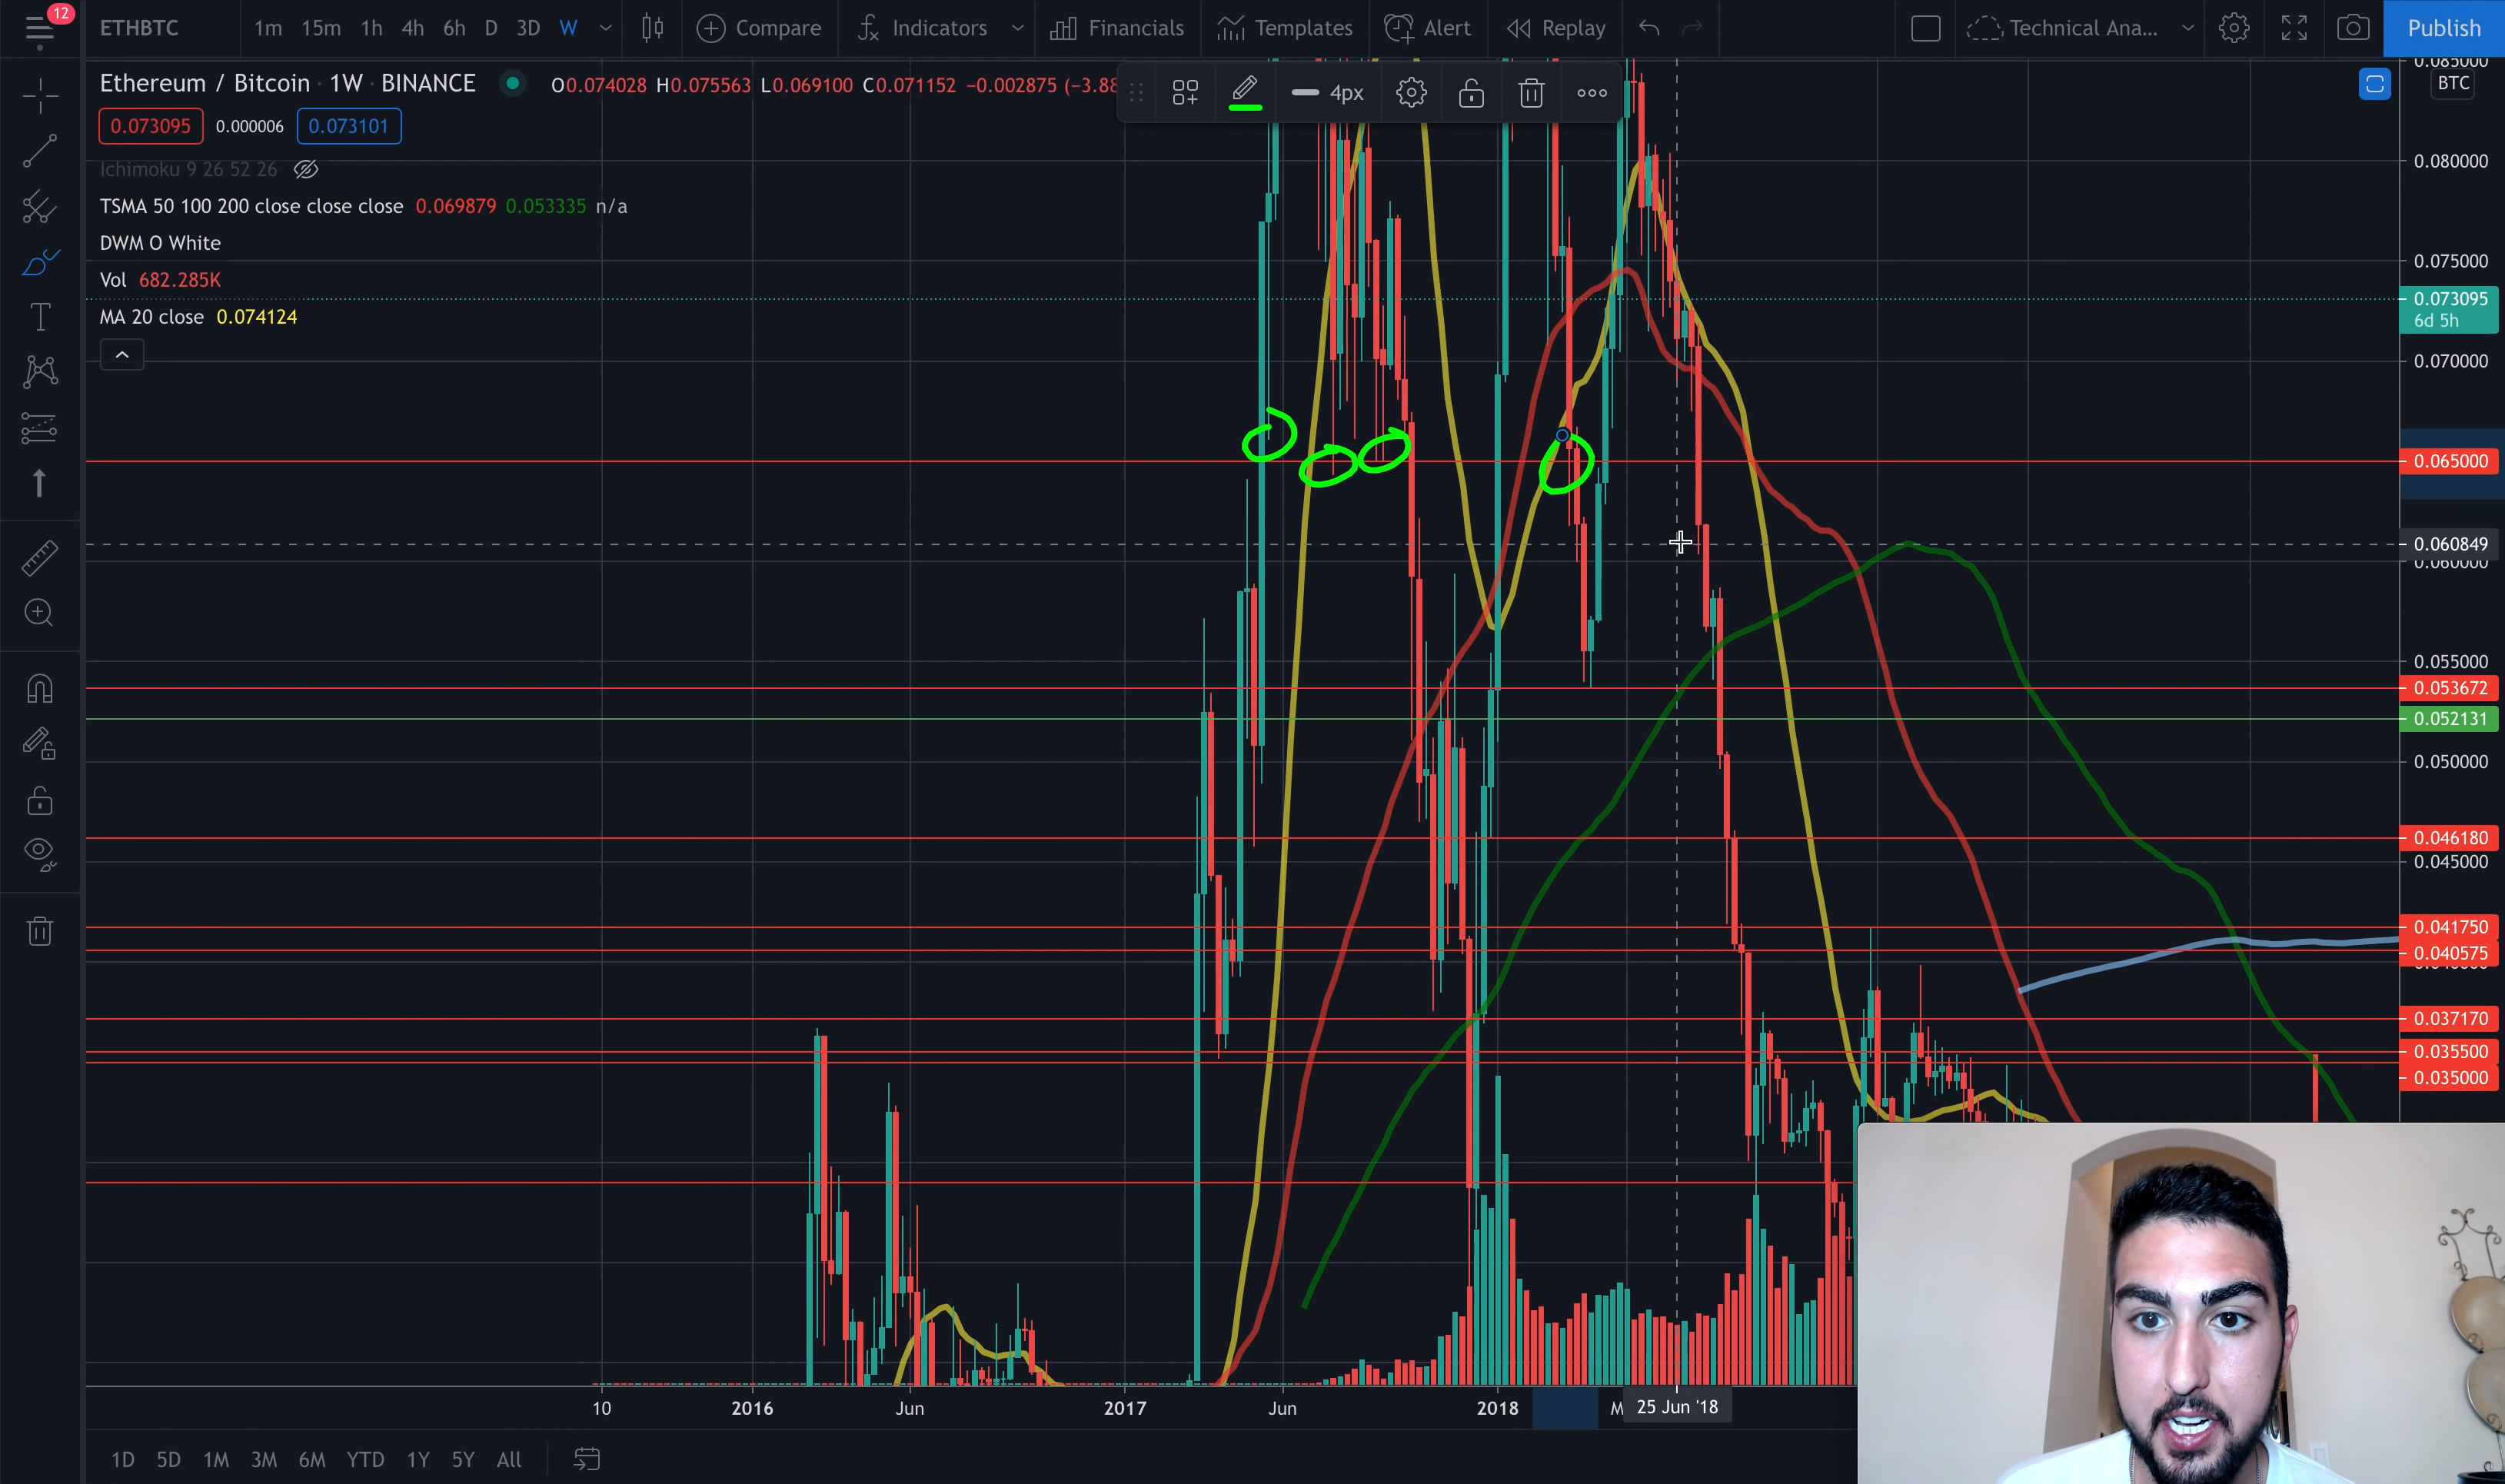 12 ETHBTC 1m 15m 1h 4h 6h D 3D W Compare Indicators Financials Templates Alert Replay Technical Ana... Publish
Ethereum / Bitcoin · 1W · BINANCE O0.074028 H0.075563 L0.069100 C0.071152 −0.002875 (−3.88
4px
BTC
0.073095 0.000006 0.073101
Ichimoku 9 26 52 26
TSMA 50 100 200 close close close 0.069879 0.053335 n/a
DWM O White
Vol 682.285K
MA 20 close 0.074124
0.085000
0.080000
0.075000
0.073095
6d 5h
0.070000
0.065000
0.060849
0.060000
0.055000
0.053672
0.052131
0.050000
0.046180
0.045000
0.041750
0.040575
0.037170
0.035500
0.035000
10 2016 Jun 2017 Jun 2018 M 25 Jun '18
1D 5D 1M 3M 6M YTD 1Y 5Y All